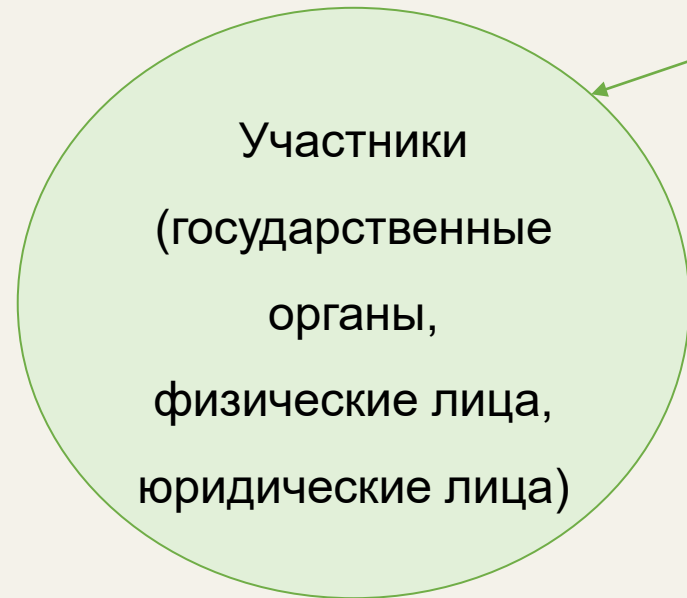 Участники
(государственные
органы,
физические лица,
юридические лица)